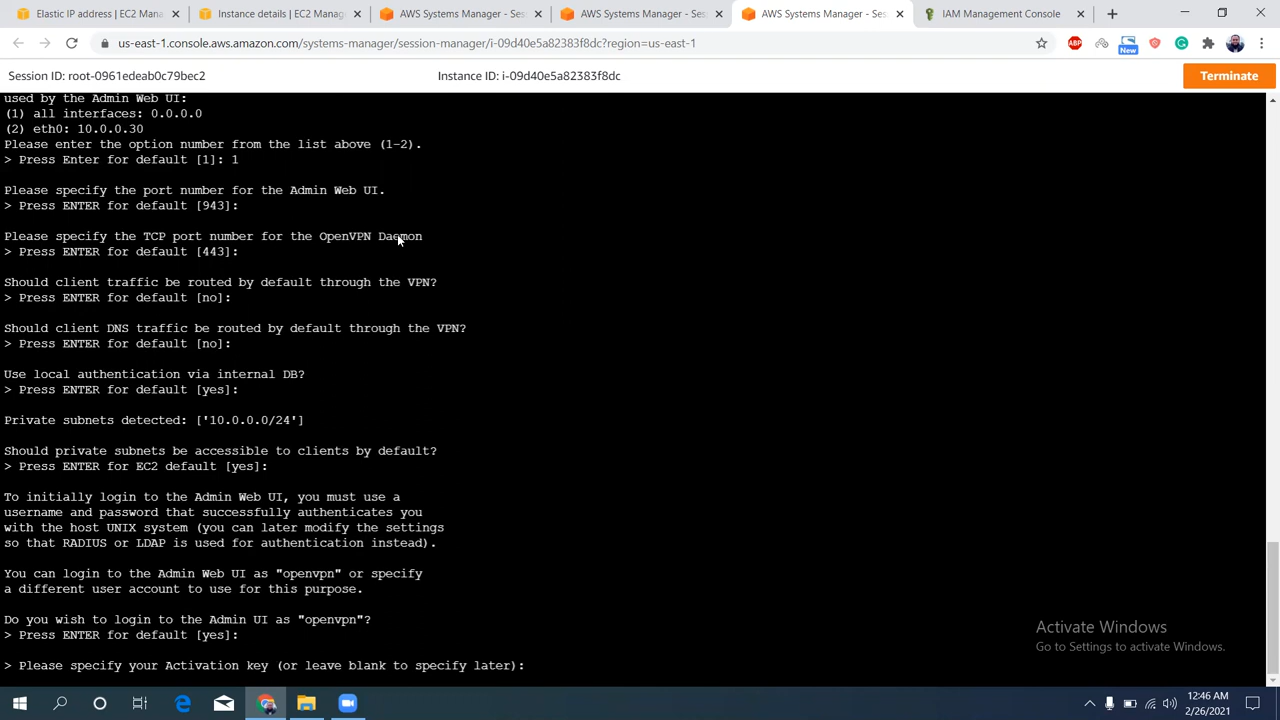 Elastic IP address | EC2 Mana
Instance details | EC2 Manag
AWS Systems Manager - Ses
AWS Systems Manager - Ses
AWS Systems Manager - Ses
IAM Management Console
us-east-1.console.aws.amazon.com/systems-manager/session-manager/i-09d40e5a82383f8dc?region=us-east-1
ABP
New
Session ID: root-0961edeab0c79bec2
Instance ID: i-09d40e5a82383f8dc
Terminate
used by the Admin Web UI:
(1) all interfaces: 0.0.0.0
(2) eth0: 10.0.0.30
Please enter the option number from the list above (1-2).
> Press Enter for default [1]: 1
Please specify the port number for the Admin Web UI.
> Press ENTER for default [943]:
Please specify the TCP port number for the OpenVPN Daemon
> Press ENTER for default [443]:
Should client traffic be routed by default through the VPN?
> Press ENTER for default [no]:
Should client DNS traffic be routed by default through the VPN?
> Press ENTER for default [no]:
Use local authentication via internal DB?
> Press ENTER for default [yes]:
Private subnets detected: ['10.0.0.0/24']
Should private subnets be accessible to clients by default?
> Press ENTER for EC2 default [yes]:
To initially login to the Admin Web UI, you must use a
username and password that successfully authenticates you
with the host UNIX system (you can later modify the settings
so that RADIUS or LDAP is used for authentication instead).
You can login to the Admin Web UI as "openvpn" or specify
a different user account to use for this purpose.
Do you wish to login to the Admin UI as "openvpn"?
> Press ENTER for default [yes]:
> Please specify your Activation key (or leave blank to specify later):
Activate Windows
Go to Settings to activate Windows.
12:46 AM
2/26/2021